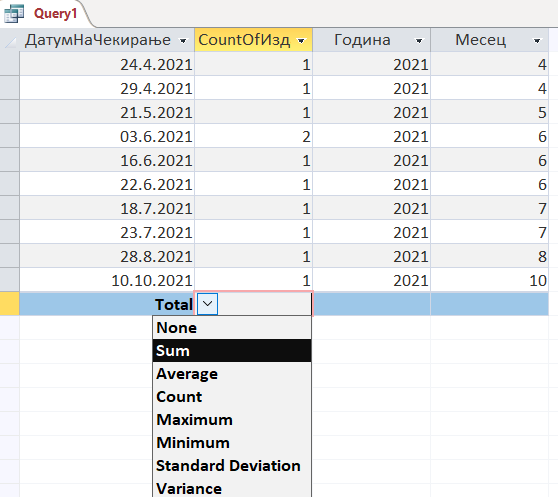 Query1
ДатумНаЧекирање CountOfИзд Година Месец
24.4.2021 1 2021 4
29.4.2021 1 2021 4
21.5.2021 1 2021 5
03.6.2021 2 2021 6
16.6.2021 1 2021 6
22.6.2021 1 2021 6
18.7.2021 1 2021 7
23.7.2021 1 2021 7
28.8.2021 1 2021 8
10.10.2021 1 2021 10
Total
None
Sum
Average
Count
Maximum
Minimum
Standard Deviation
Variance